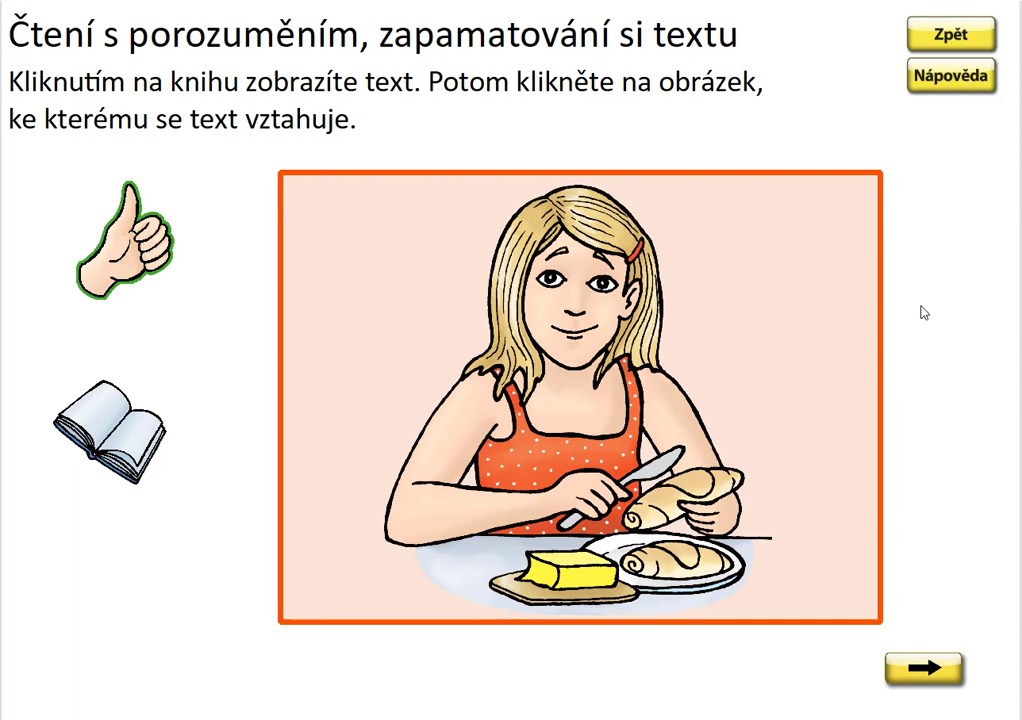 Čtení s porozuměním, zapamatování si textu
Zpět
Nápověda
Kliknutím na knihu zobrazíte text. Potom klikněte na obrázek,
ke kterému se text vztahuje.